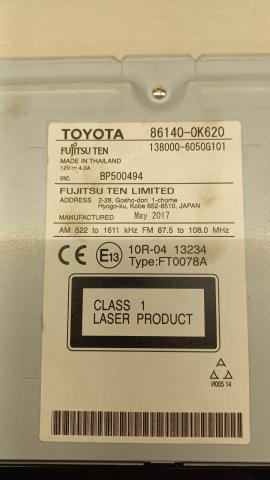 TOYOTA 86140-0K620
FUJITSU TEN 138000-6050G101
MADE IN THAILAND
12V ⎓ 4.0A
SNO. BP500494
FUJITSU TEN LIMITED
ADDRESS 2-28, Gosho-dori 1-chome
Hyogo-ku, Kobe 652-8510, JAPAN
MANUFACTURED May 2017
AM 522 to 1611 kHz FM 87.5 to 108.0 MHz
CE E13 10R-04 13234
Type:FT0078A
CLASS 1
LASER PRODUCT
И005 14